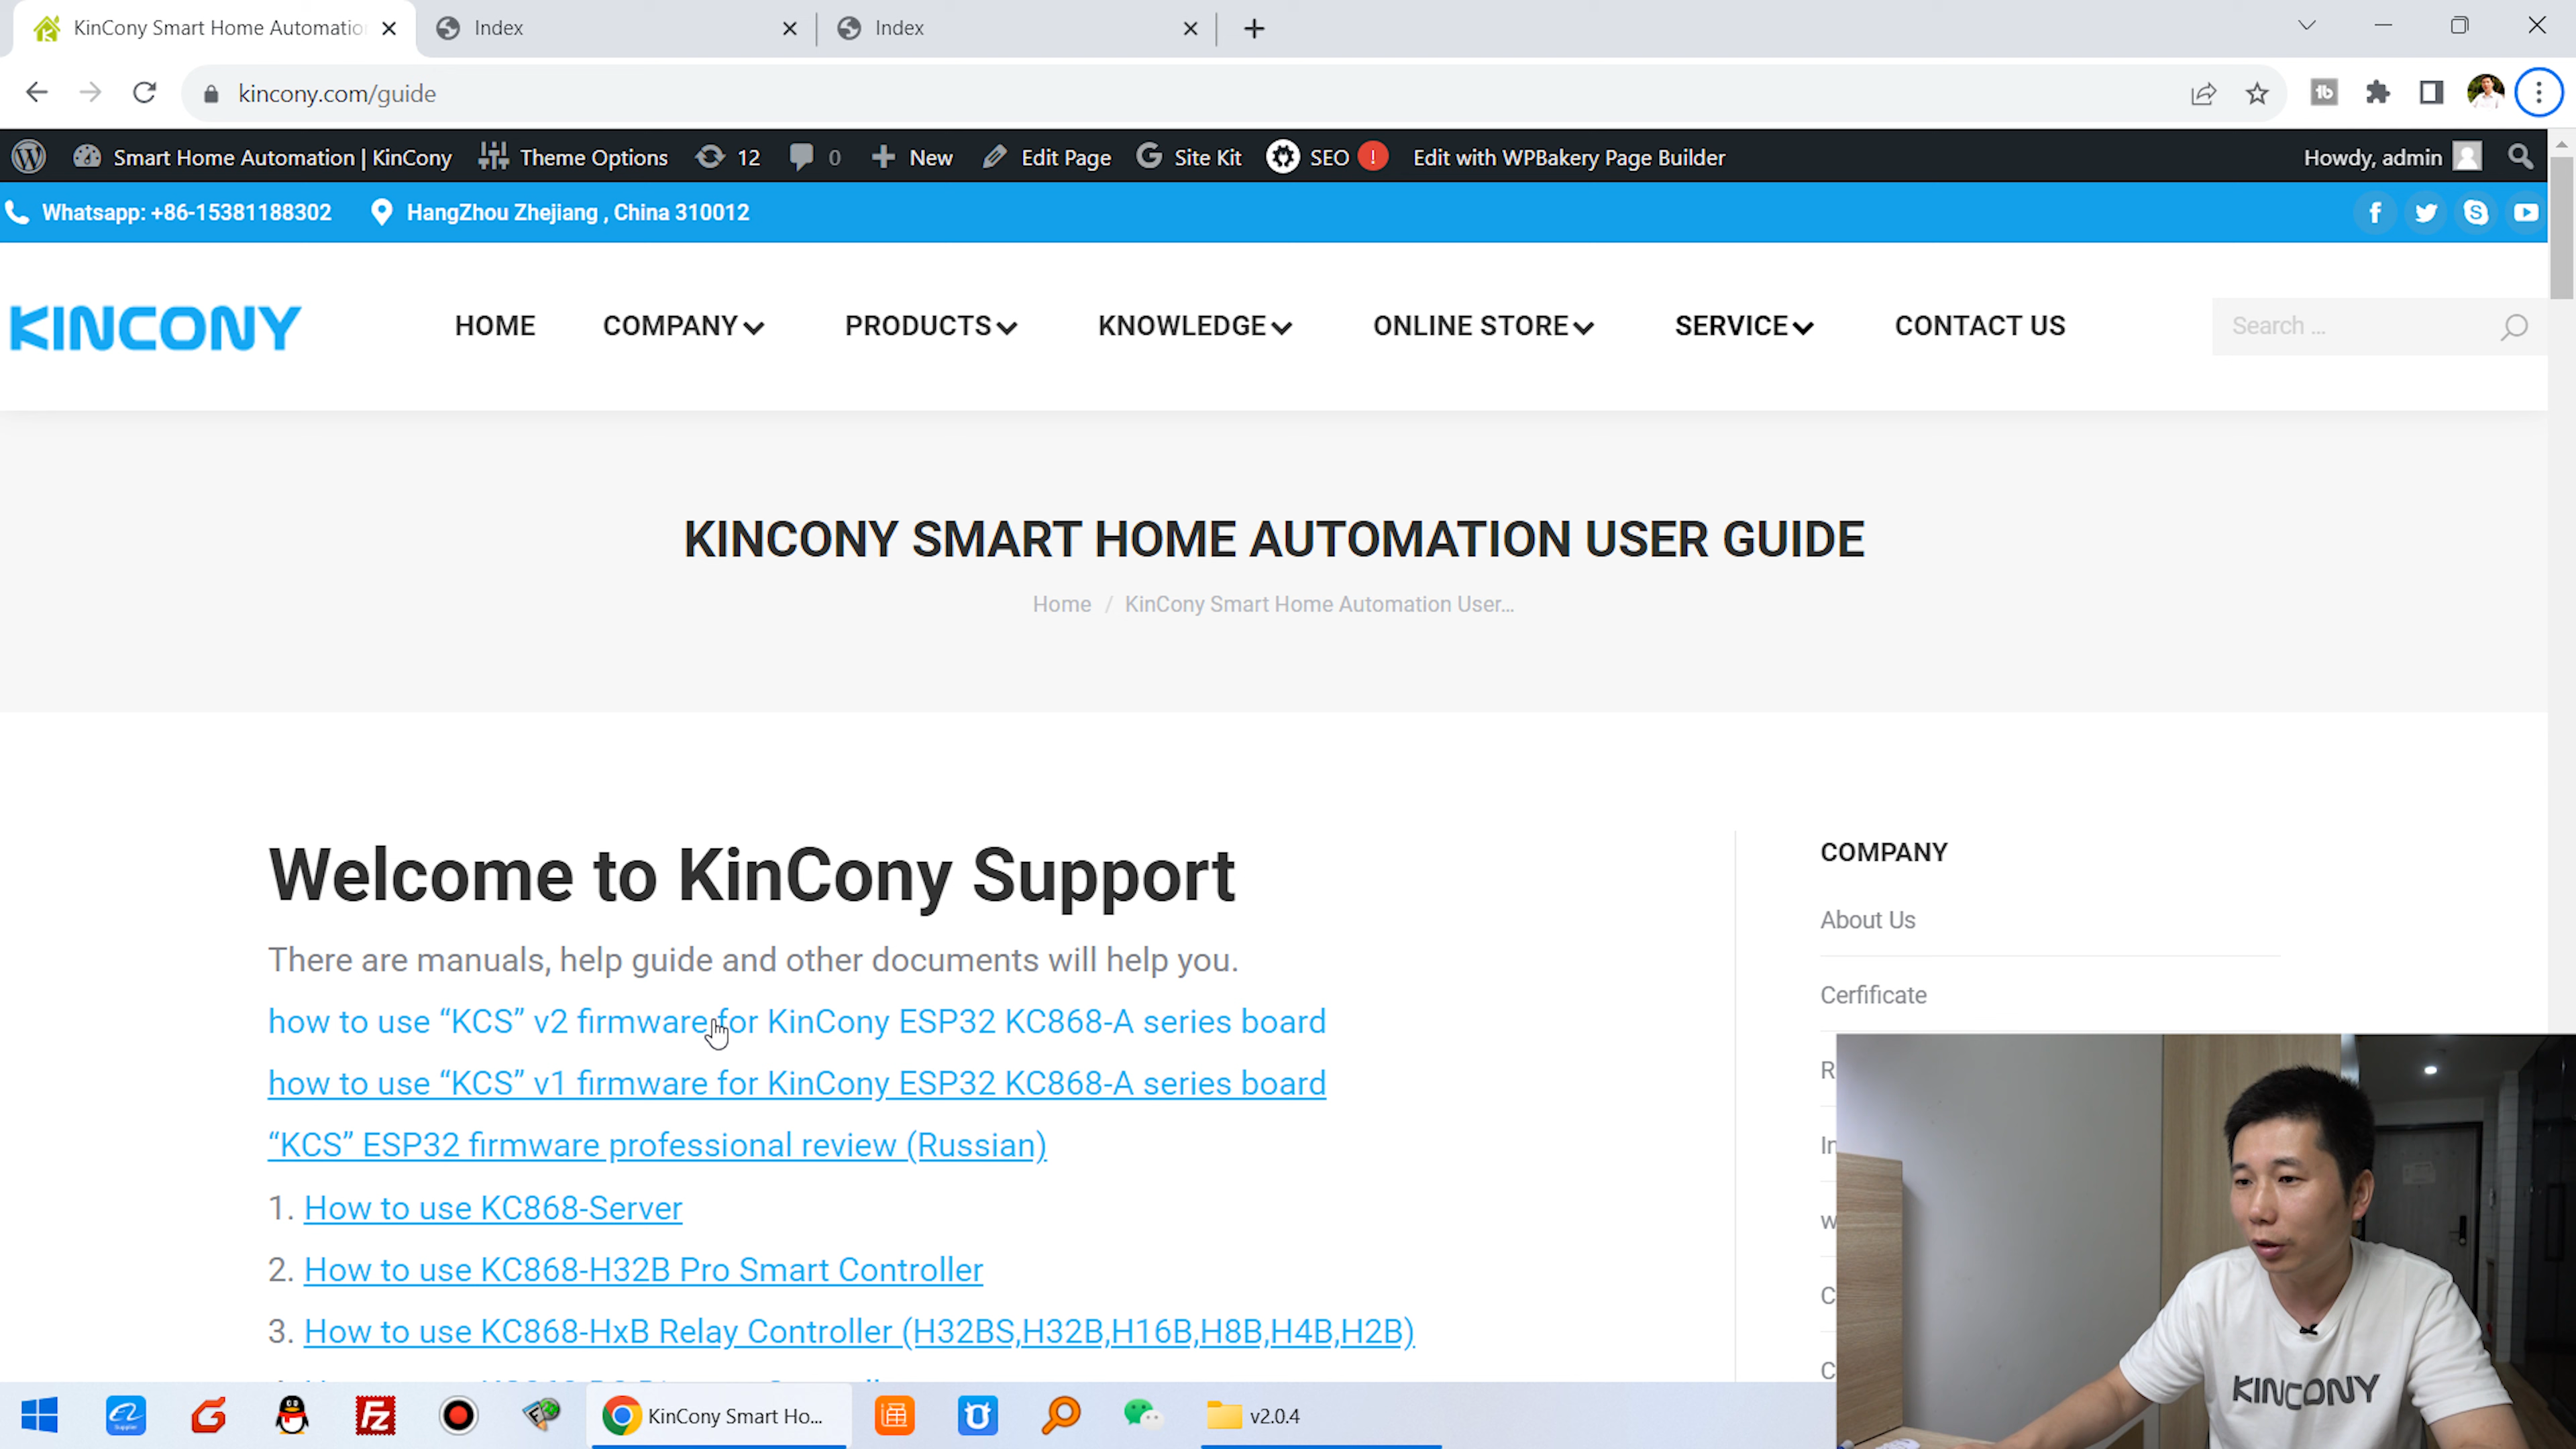 KinCony Smart Home Automatio
Index
Index
kincony.com/guide
Smart Home Automation | KinCony
Theme Options
12
0
New
Edit Page
Site Kit
SEO
!
Edit with WPBakery Page Builder
Howdy, admin
Whatsapp: +86-15381188302
HangZhou Zhejiang , China 310012
KINCONY
HOME
COMPANY
PRODUCTS
KNOWLEDGE
ONLINE STORE
SERVICE
CONTACT US
Search ...
KINCONY SMART HOME AUTOMATION USER GUIDE
Home / KinCony Smart Home Automation User...
Welcome to KinCony Support
There are manuals, help guide and other documents will help you.
how to use “KCS” v2 firmware for KinCony ESP32 KC868-A series board
how to use “KCS” v1 firmware for KinCony ESP32 KC868-A series board
“KCS” ESP32 firmware professional review (Russian)
1. How to use KC868-Server
2. How to use KC868-H32B Pro Smart Controller
3. How to use KC868-HxB Relay Controller (H32BS,H32B,H16B,H8B,H4B,H2B)
COMPANY
About Us
Cerfificate
KINCONY
KinCony Smart Ho...
v2.0.4